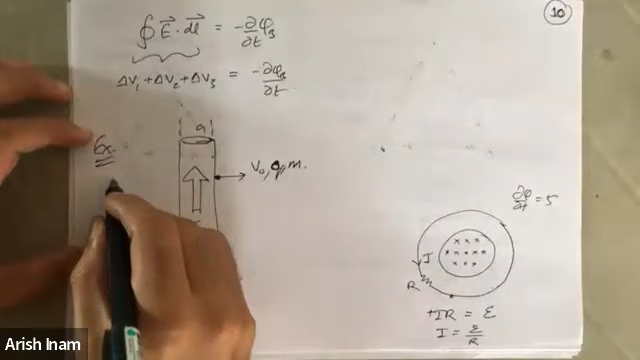 10
∮ E⃗ · dl⃗ = -∂φ_B/∂t
ΔV₁+ΔV₂+ΔV₃ = -∂φ_B/∂t
Ex
a
V₀, q, m.
∂φ/∂t = 5
x x x
x x x x
x x x
I
R
+IR = ε
I = ε/R
Arish Inam